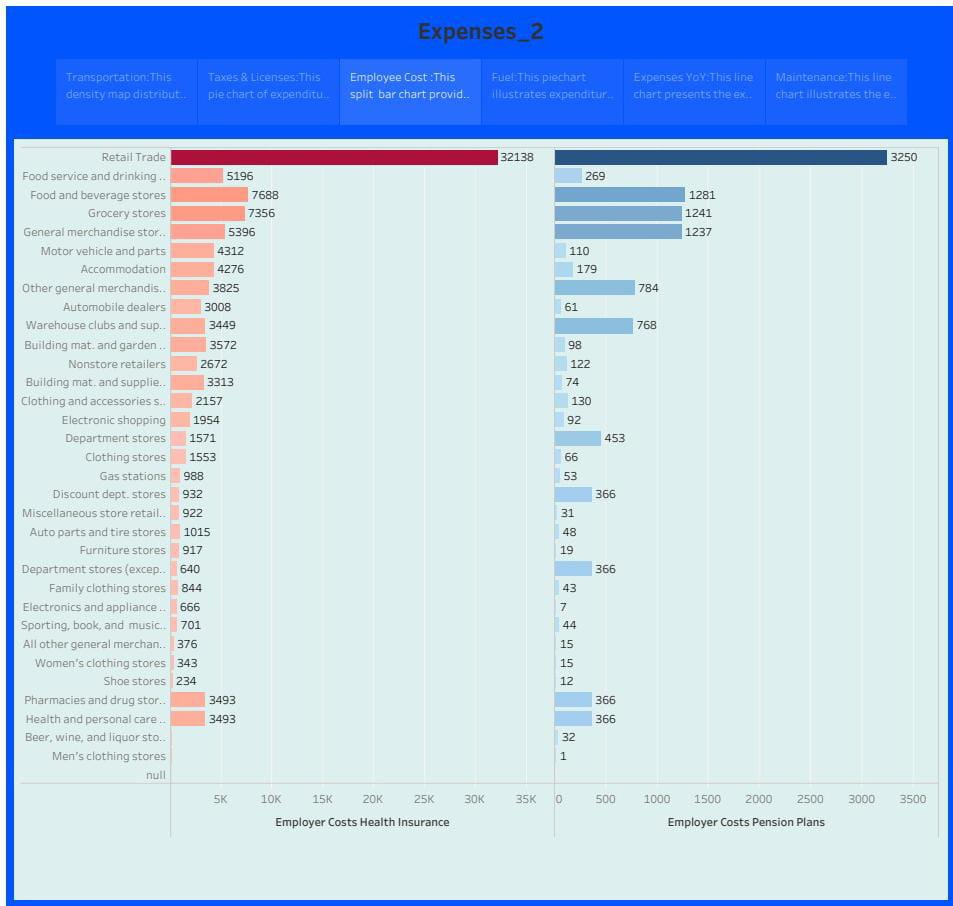 Expenses_2
Transportation:This
density map distribut..
Taxes & Licenses:This
pie chart of expenditu..
Employee Cost :This
split  bar chart provid..
Fuel:This piechart
illustrates expenditur..
Expenses YoY:This line
chart presents the ex..
Maintenance:This line
chart illustrates the e..
Retail Trade 32138 3250
Food service and drinking .. 5196 269
Food and beverage stores 7688 1281
Grocery stores 7356 1241
General merchandise stor.. 5396 1237
Motor vehicle and parts 4312 110
Accommodation 4276 179
Other general merchandis.. 3825 784
Automobile dealers 3008 61
Warehouse clubs and sup.. 3449 768
Building mat. and garden .. 3572 98
Nonstore retailers 2672 122
Building mat. and supplie.. 3313 74
Clothing and accessories s.. 2157 130
Electronic shopping 1954 92
Department stores 1571 453
Clothing stores 1553 66
Gas stations 988 53
Discount dept. stores 932 366
Miscellaneous store retail.. 922 31
Auto parts and tire stores 1015 48
Furniture stores 917 19
Department stores (excep.. 640 366
Family clothing stores 844 43
Electronics and appliance .. 666 7
Sporting, book, and  music.. 701 44
All other general merchan.. 376 15
Women's clothing stores 343 15
Shoe stores 234 12
Pharmacies and drug stor.. 3493 366
Health and personal care .. 3493 366
Beer, wine, and liquor sto.. 32
Men's clothing stores 1
null
5K 10K 15K 20K 25K 30K 35K 0 500 1000 1500 2000 2500 3000 3500
Employer Costs Health Insurance Employer Costs Pension Plans